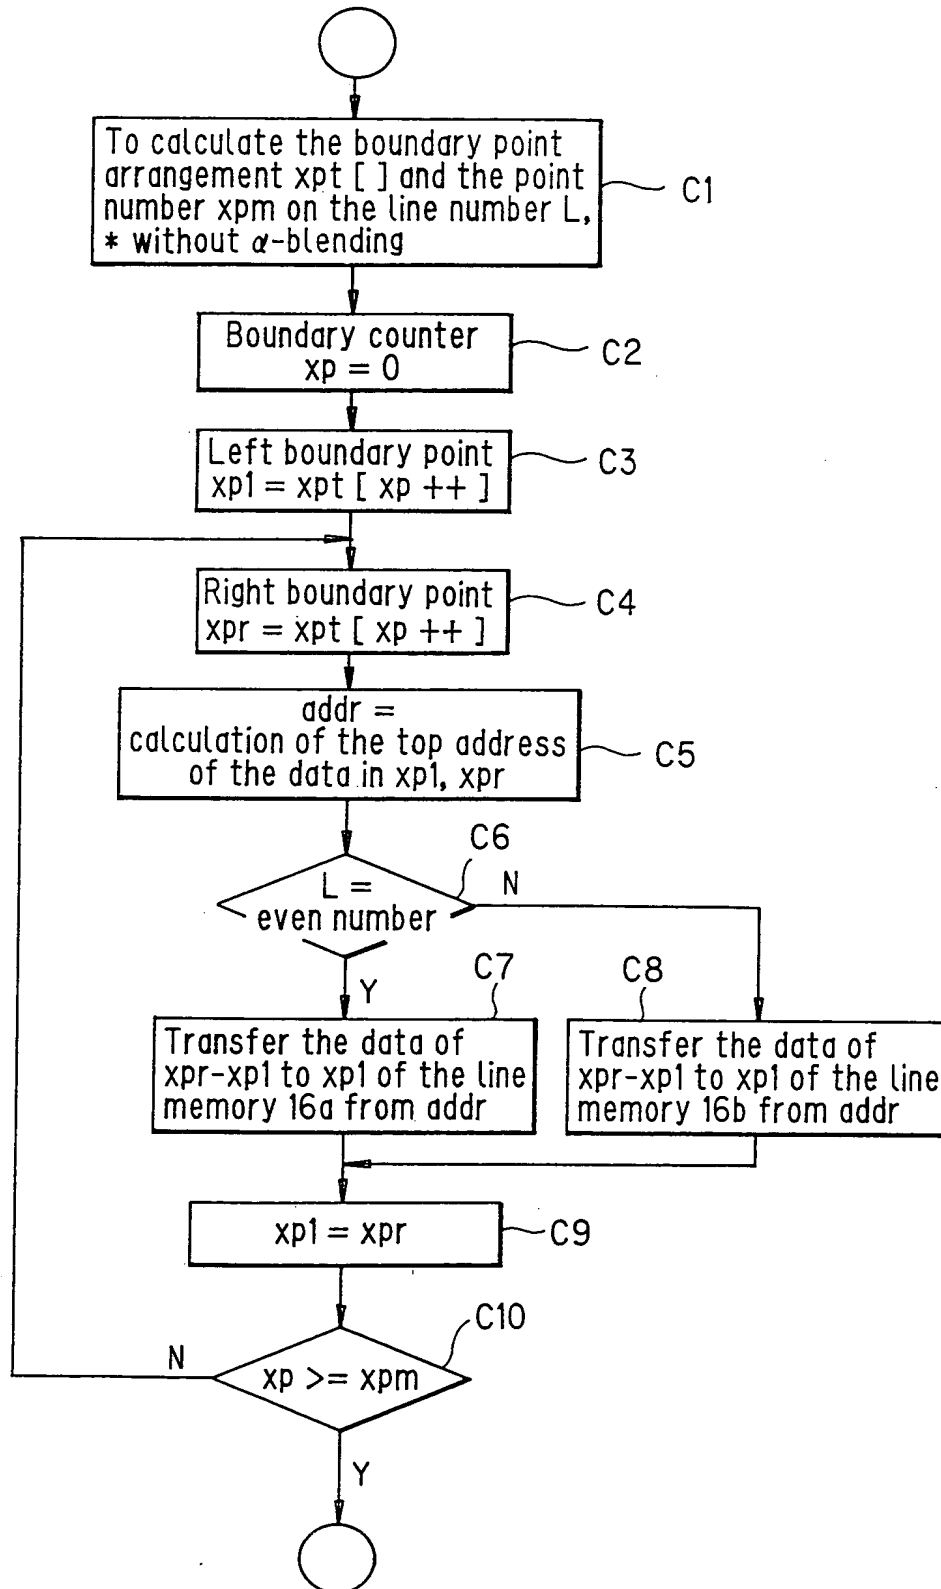 To calculate the boundary point
arrangement xpt [ ] and the point
number xpm on the line number L,
* without α-blending
C1
Boundary counter
xp = 0
C2
Left boundary point
xp1 = xpt [ xp ++ ]
C3
Right boundary point
xpr = xpt [ xp ++ ]
C4
addr =
calculation of the top address
of the data in xp1, xpr
C5
C6
L =
even number
N
Y
C7
Transfer the data of
xpr-xp1 to xp1 of the line
memory 16a from addr
C8
Transfer the data of
xpr-xp1 to xp1 of the line
memory 16b from addr
xp1 = xpr
C9
C10
xp >= xpm
N
Y